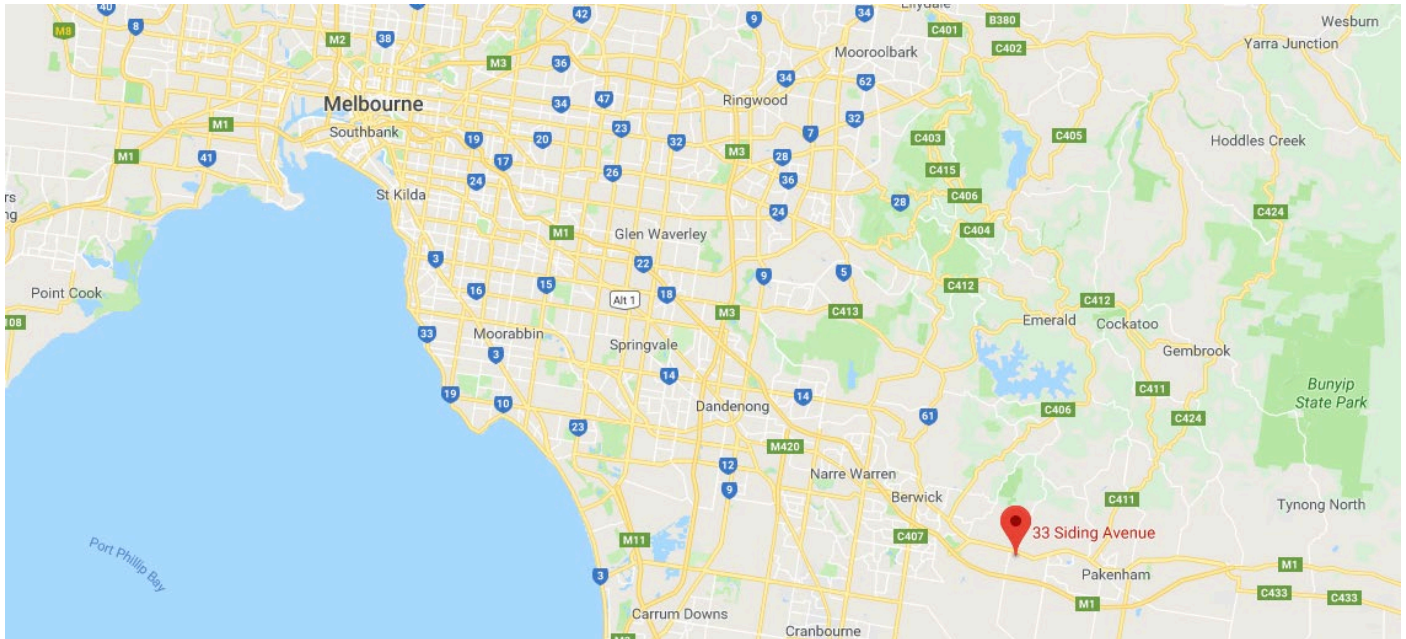 40
42
9
34
Lilydale
C401
B380
Wesburn
M8
8
M2
38
C402
Yarra Junction
Mooroolbark
M3
36
34
62
Melbourne
34
47
Ringwood
Southbank
M1
19
20
23
32
7
32
C403
C405
Hoddles Creek
M1
41
17
M3
28
C415
26
St Kilda
24
36
C406
28
24
C424
M1
Glen Waverley
C404
3
22
9
5
Point Cook
16
15
Alt 1
18
C412
C412
M3
C413
Emerald
Cockatoo
108
33
Moorabbin
Springvale
Gembrook
3
14
Bunyip
State Park
19
10
Dandenong
14
C411
61
C406
C424
23
M420
12
Narre Warren
9
Berwick
C411
Tynong North
C407
33 Siding Avenue
M11
Port Phillip Bay
3
Pakenham
M1
C433
C433
M1
Carrum Downs
Cranbourne